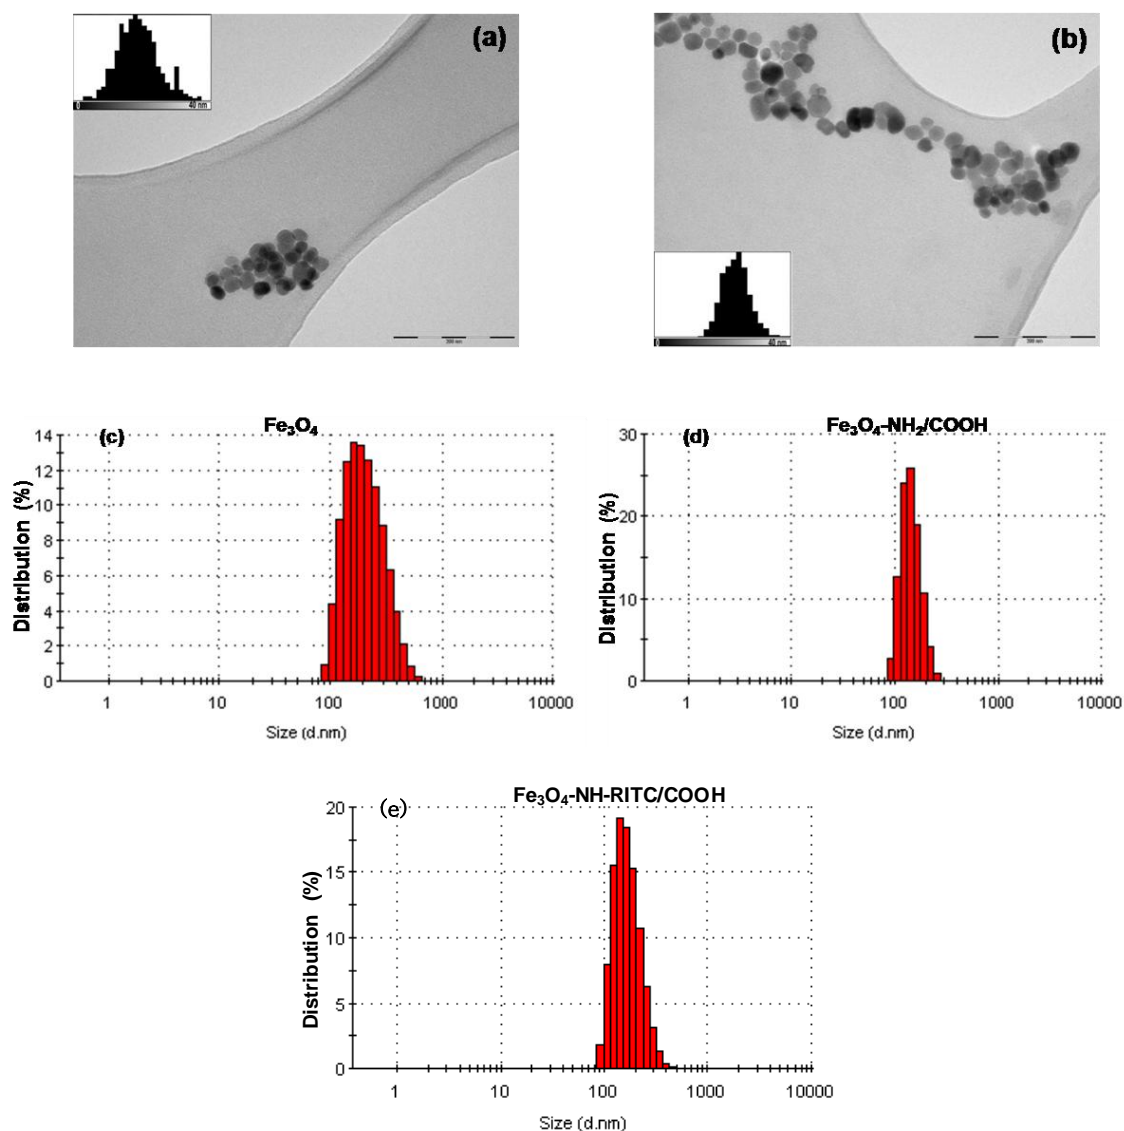 (a)
0 40 nm
(b)
0 40 nm
(c)
Fe₃O₄
14
12
10
8
6
4
2
0
Distribution (%)
1 10 100 1000 10000
Size (d.nm)
(d)
Fe₃O₄-NH₂/COOH
30
20
10
0
Distribution (%)
1 10 100 1000 10000
Size (d.nm)
(e)
Fe₃O₄-NH-RITC/COOH
20
15
10
5
0
Distribution (%)
1 10 100 1000 10000
Size (d.nm)